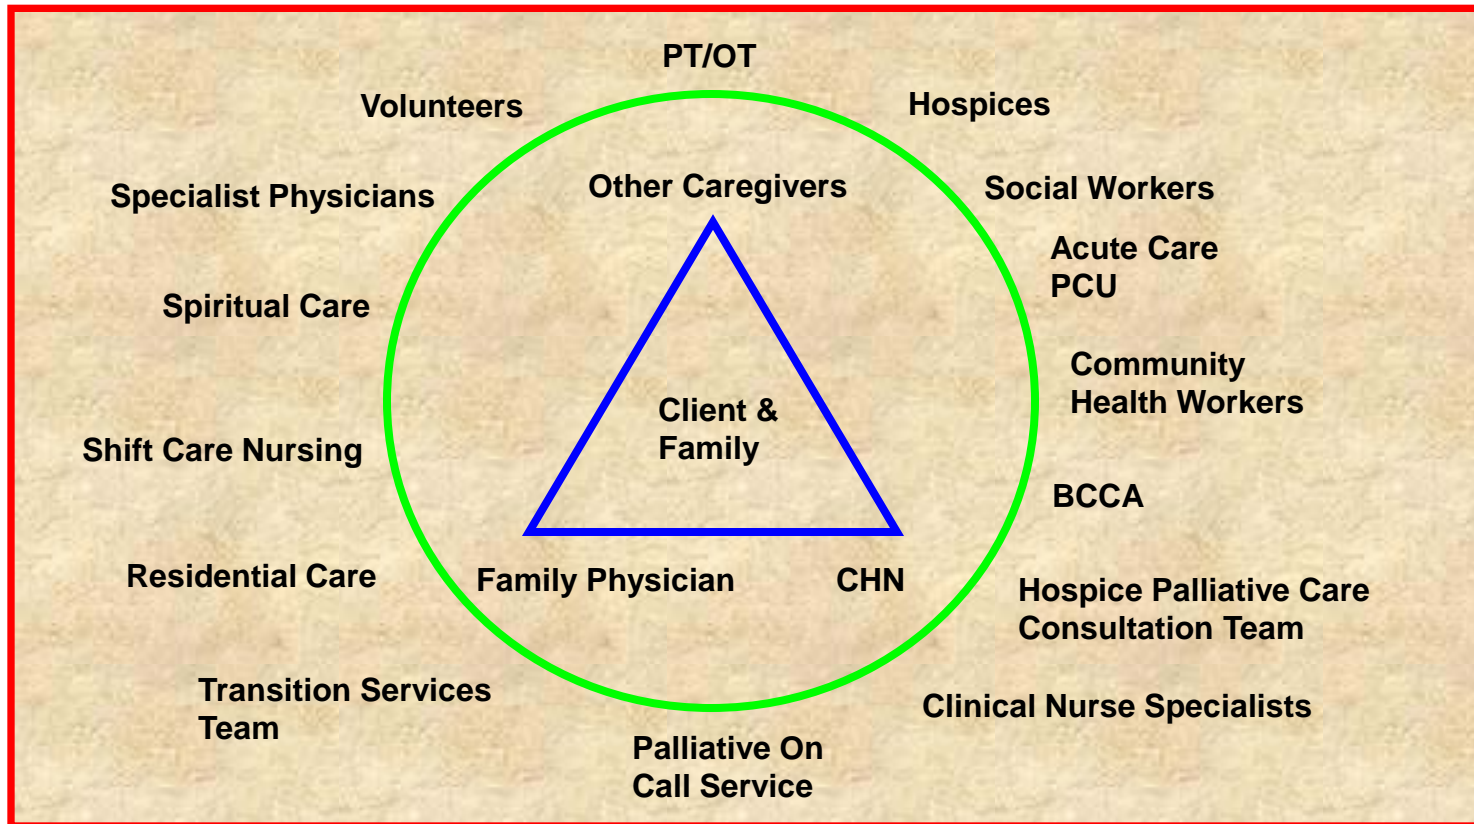 PT/OT
Volunteers
Hospices
Other Caregivers
Social Workers
Specialist Physicians
Acute Care
PCU
Spiritual Care
Community
Health Workers
Client &
Family
Shift Care Nursing
BCCA
Residential Care
Family Physician
CHN
Hospice Palliative Care
Consultation Team
Transition Services
Team
Clinical Nurse Specialists
Palliative On
Call Service